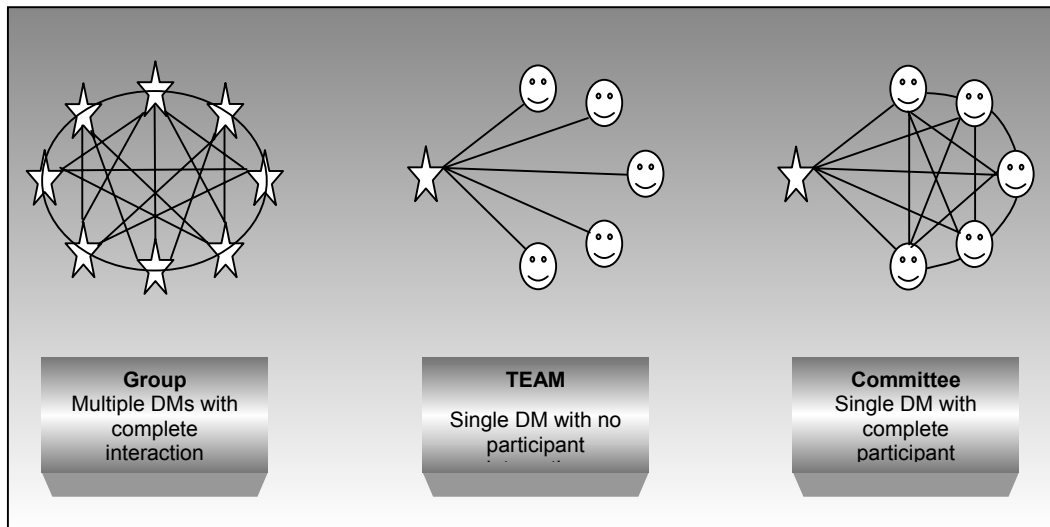 Group
Multiple DMs with
complete
interaction
TEAM
Single DM with no
participant
Committee
Single DM with
complete
participant